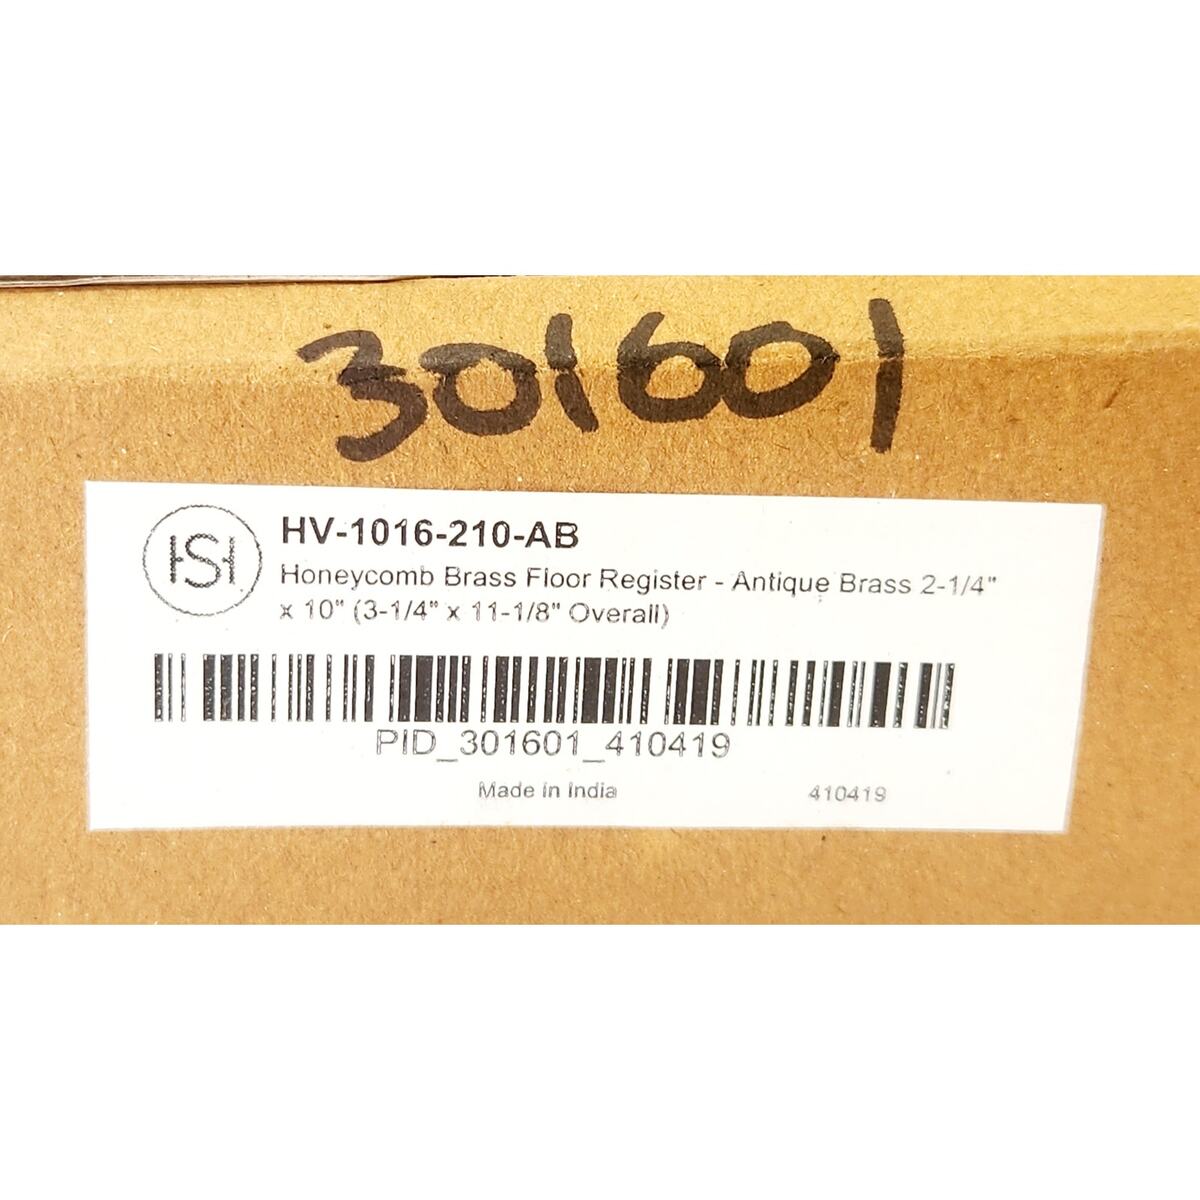 301601
HSH
HV-1016-210-AB
Honeycomb Brass Floor Register - Antique Brass 2-1/4"
x 10" (3-1/4" x 11-1/8" Overall)
PID_301601_410419
Made in India
410419